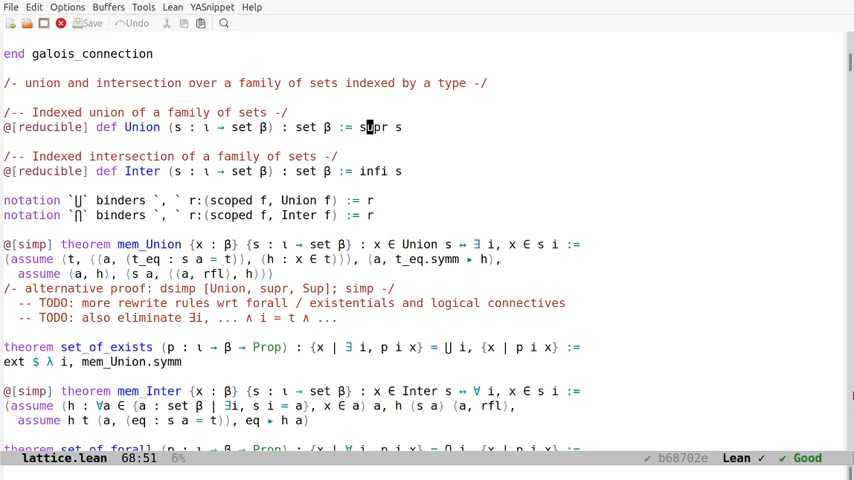 File Edit Options Buffers Tools Lean YASnippet Help
Save Undo
end galois_connection
/- union and intersection over a family of sets indexed by a type -/
/-- Indexed union of a family of sets -/
@[reducible] def Union (s : ι → set β) : set β := supr s
/-- Indexed intersection of a family of sets -/
@[reducible] def Inter (s : ι → set β) : set β := infi s
notation `⋃` binders `, ` r:(scoped f, Union f) := r
notation `⋂` binders `, ` r:(scoped f, Inter f) := r
@[simp] theorem mem_Union {x : β} {s : ι → set β} : x ∈ Union s ↔ ∃ i, x ∈ s i :=
⟨assume ⟨t, ⟨⟨a, (t_eq : s a = t)⟩, (h : x ∈ t)⟩⟩, ⟨a, t_eq.symm ▸ h⟩,
assume ⟨a, h⟩, ⟨s a, ⟨⟨a, rfl⟩, h⟩⟩⟩
/- alternative proof: dsimp [Union, supr, Sup]; simp -/
-- TODO: more rewrite rules wrt forall / existentials and logical connectives
-- TODO: also eliminate ∃i, ... ∧ i = t ∧ ...
theorem set_of_exists (p : ι → β → Prop) : {x | ∃ i, p i x} = ⋃ i, {x | p i x} :=
ext $ λ i, mem_Union.symm
@[simp] theorem mem_Inter {x : β} {s : ι → set β} : x ∈ Inter s ↔ ∀ i, x ∈ s i :=
⟨assume (h : ∀a ∈ {a : set β | ∃i, s i = a}, x ∈ a) a, h (s a) ⟨a, rfl⟩,
assume h t ⟨a, (eq : s a = t)⟩, eq ▸ h a⟩
theorem set_of_forall (p : ι → β → Prop) : {x | ∀ i, p i x} = ⋂ i, {x | p i x} :=
lattice.lean 68:51 6% ✓ b68702e Lean ✓ ✓ Good